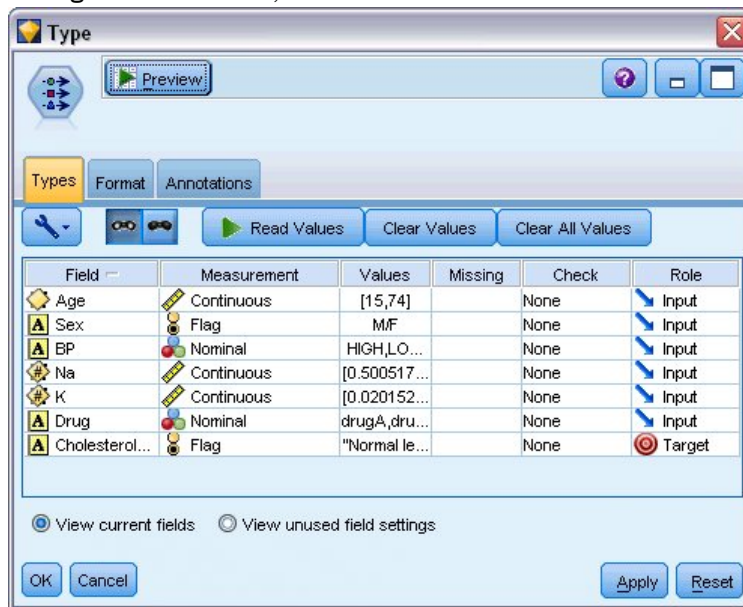 Type
Preview
Types Format Annotations
Read Values Clear Values Clear All Values
Field Measurement Values Missing Check Role
Age Continuous [15,74] None Input
A Sex Flag M/F None Input
A BP Nominal HIGH,LO... None Input
# Na Continuous [0.500517... None Input
# K Continuous [0.020152... None Input
A Drug Nominal drugA,dru... None Input
A Cholesterol... Flag "Normal le... None Target
View current fields View unused field settings
OK Cancel Apply Reset